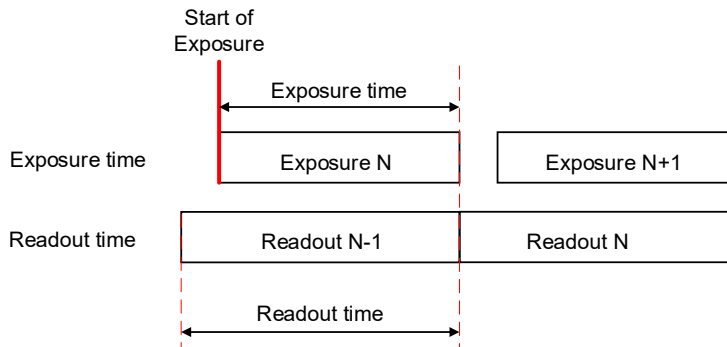 Start of
Exposure
Exposure time
Exposure time
Exposure N
Exposure N+1
Readout time
Readout N-1
Readout N
Readout time